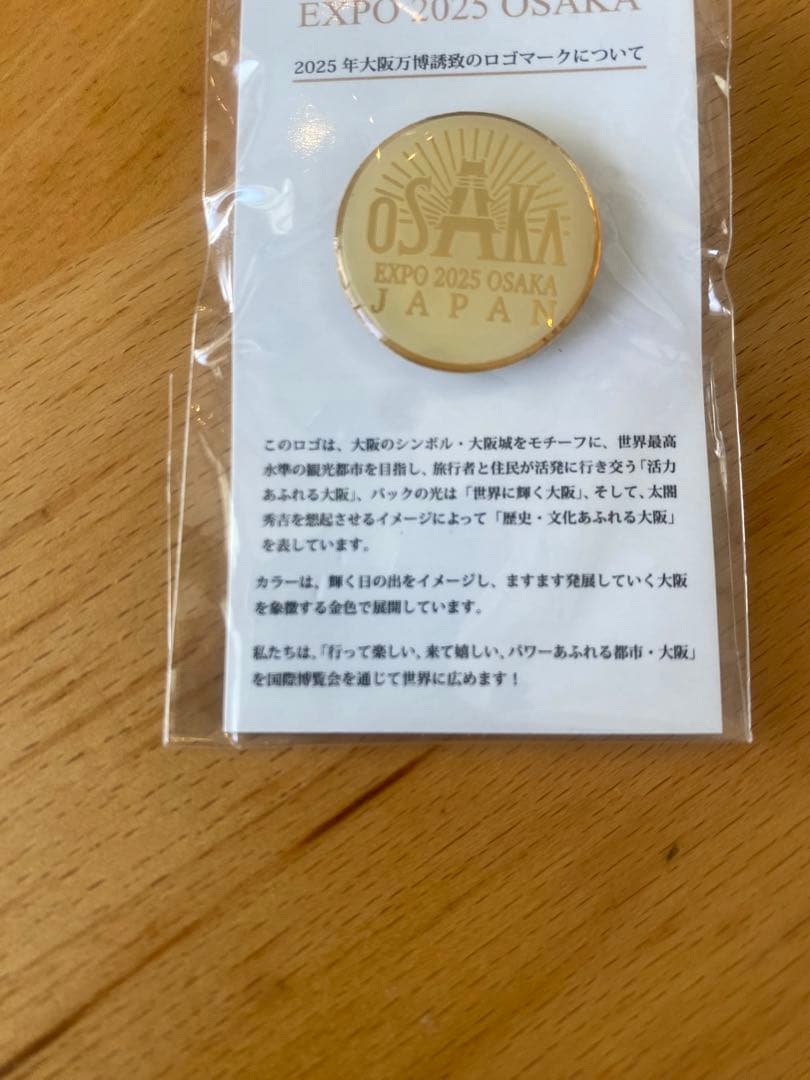 EXPO 2025 OSAKA
2025 年大阪万博誘致のロゴマークについて
OSAKA
EXPO 2025 OSAKA
JAPAN
このロゴは、大阪のシンボル・大阪城をモチーフに、世界最高
水準の観光都市を目指し、旅行者と住民が活発に行き交う「活力
あふれる大阪」、バックの光は「世界に輝く大阪」、そして、太閤
秀吉を想起させるイメージによって「歴史・文化あふれる大阪」
を表しています。
カラーは、輝く日の出をイメージし、ますます発展していく大阪
を象徴する金色で展開しています。
私たちは、「行って楽しい、来て嬉しい、パワーあふれる都市・大阪」
を国際博覧会を通じて世界に広めます！